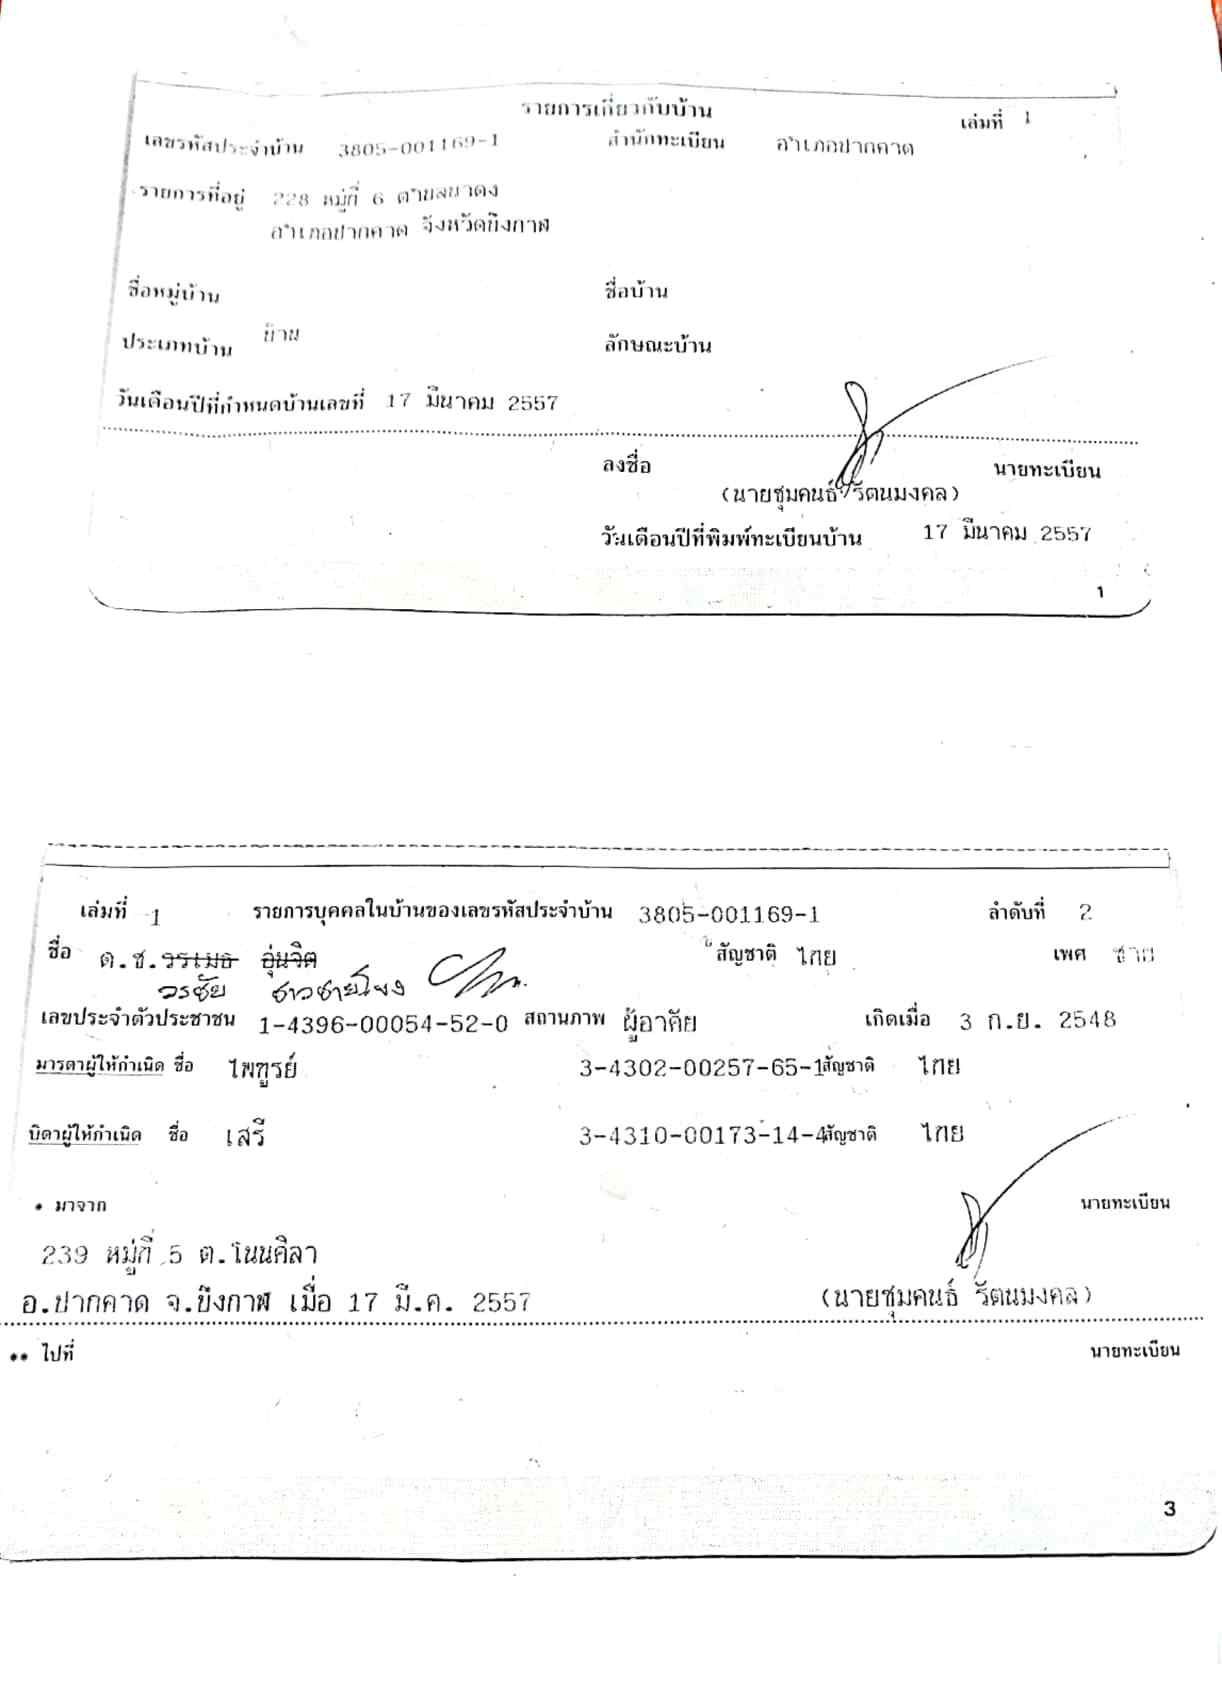 รายการเกี่ยวกับบ้าน เล่มที่ 1
เลขรหัสประจำบ้าน 3805-001169-1 สำนักทะเบียน อำเภอปากคาด
รายการที่อยู่ 228 หมู่ที่ 6 ตำบลนาดง
อำเภอปากคาด จังหวัดบึงกาฬ
ชื่อหมู่บ้าน ชื่อบ้าน
ประเภทบ้าน บ้าน ลักษณะบ้าน
วันเดือนปีที่กำหนดบ้านเลขที่ 17 มีนาคม 2557
ลงชื่อ นายทะเบียน
(นายชุมคนธ์ รัตนมงคล)
วันเดือนปีที่พิมพ์ทะเบียนบ้าน 17 มีนาคม 2557
1
เล่มที่ 1 รายการบุคคลในบ้านของเลขรหัสประจำบ้าน 3805-001169-1 ลำดับที่ 2
ชื่อ ด.ช.วรเมธ อุ่นจิต สัญชาติ ไทย เพศ ชาย
วรชัย
เลขประจำตัวประชาชน 1-4396-00054-52-0 สถานภาพ ผู้อาศัย เกิดเมื่อ 3 ก.ย. 2548
มารดาผู้ให้กำเนิด ชื่อ ไพฑูรย์ 3-4302-00257-65-1 สัญชาติ ไทย
บิดาผู้ให้กำเนิด ชื่อ เสรี 3-4310-00173-14-4 สัญชาติ ไทย
* มาจาก นายทะเบียน
239 หมู่ที่ 5 ต.โนนศิลา
อ.ปากคาด จ.บึงกาฬ เมื่อ 17 มี.ค. 2557 (นายชุมคนธ์ รัตนมงคล)
** ไปที่ นายทะเบียน
3